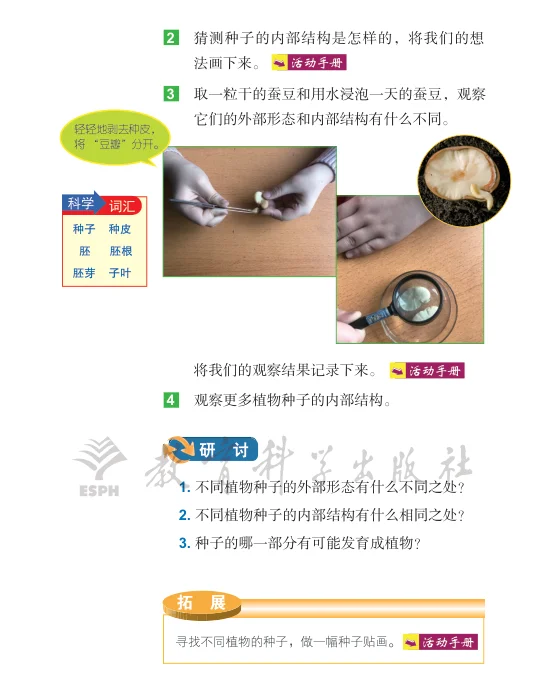 2 猜测种子的内部结构是怎样的，将我们的想
法画下来。 活动手册
3 取一粒干的蚕豆和用水浸泡一天的蚕豆，观察
它们的外部形态和内部结构有什么不同。
轻轻地剥去种皮，
将“豆瓣”分开。
科学 词汇
种子 种皮
胚 胚根
胚芽 子叶
将我们的观察结果记录下来。 活动手册
4 观察更多植物种子的内部结构。
研 讨
ESPH 教育科学出版社
1. 不同植物种子的外部形态有什么不同之处？
2. 不同植物种子的内部结构有什么相同之处？
3. 种子的哪一部分有可能发育成植物？
拓 展
寻找不同植物的种子，做一幅种子贴画。 活动手册